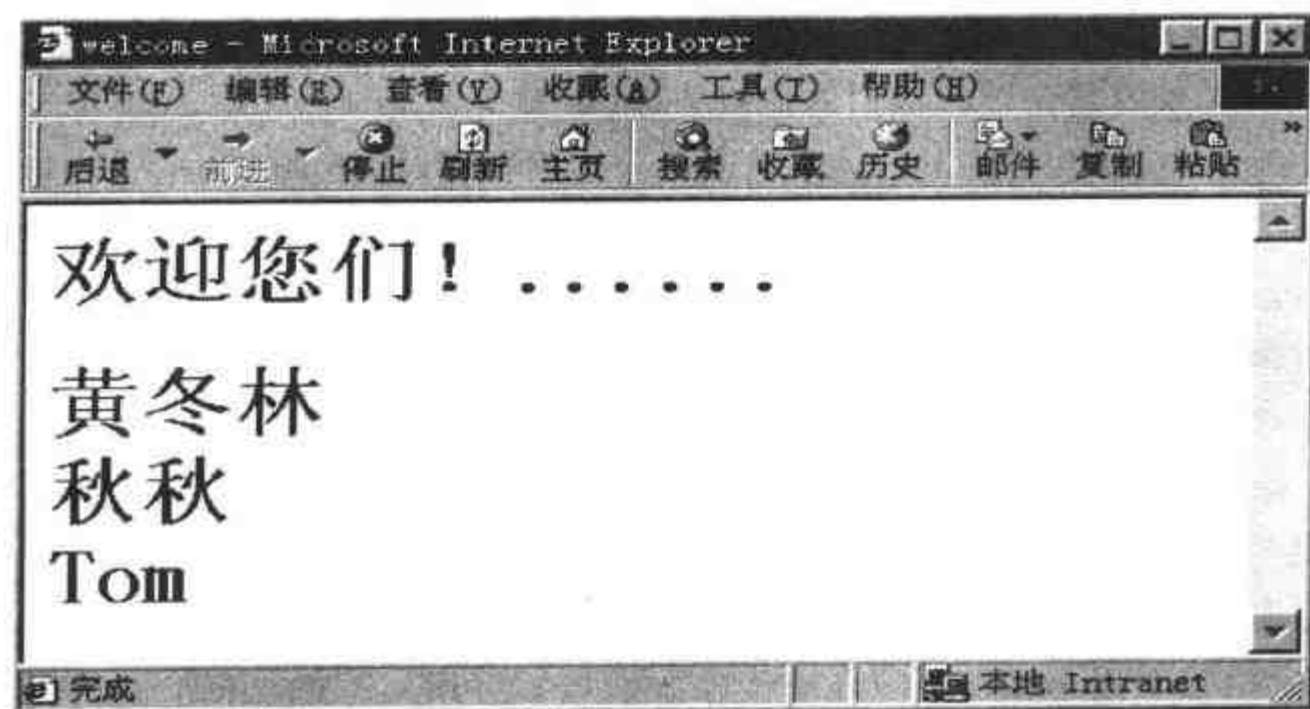 welcome - Microsoft Internet Explorer
文件(F) 编辑(E) 查看(V) 收藏(A) 工具(T) 帮助(H)
后退 前进 停止 刷新 主页 搜索 收藏 历史 邮件 复制 粘贴 »
欢迎您们！......
黄冬林
秋秋
Tom
完成 本地 Intranet